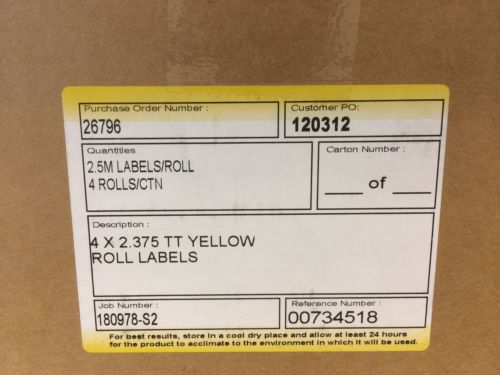 Purchase Order Number :
26796
Customer PO:
120312
Quantities
2.5M LABELS/ROLL
4 ROLLS/CTN
Carton Number :
___ of ___
Description :
4 X 2.375 TT YELLOW
ROLL LABELS
Job Number :
180978-S2
Reference Number :
00734518
For best results, store in a cool dry place and allow at least 24 hours
for the product to acclimate to the environment in which it will be used.